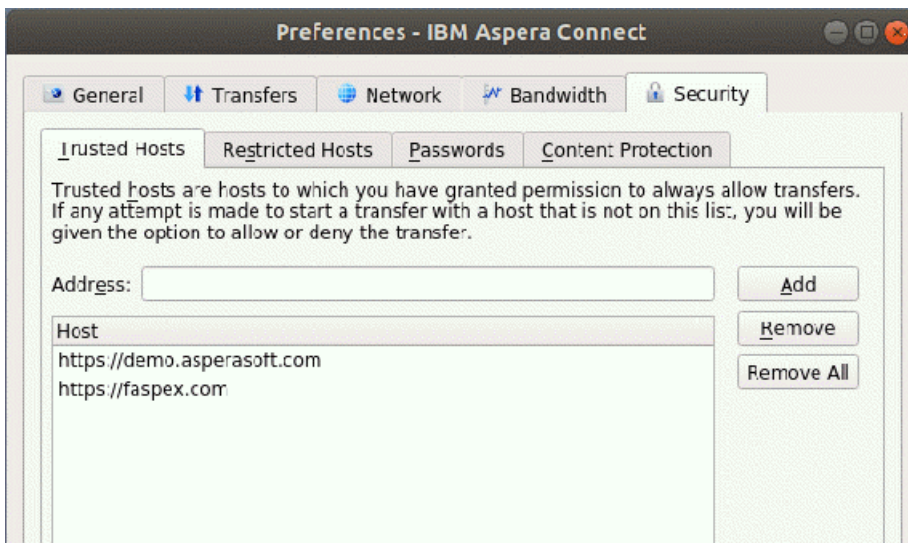 Preferences - IBM Aspera Connect
General Transfers Network Bandwidth Security
Trusted Hosts Restricted Hosts Passwords Content Protection
Trusted hosts are hosts to which you have granted permission to always allow transfers.
If any attempt is made to start a transfer with a host that is not on this list, you will be
given the option to allow or deny the transfer.
Address: Add
Host Remove
https://demo.asperasoft.com
Remove All
https://faspex.com